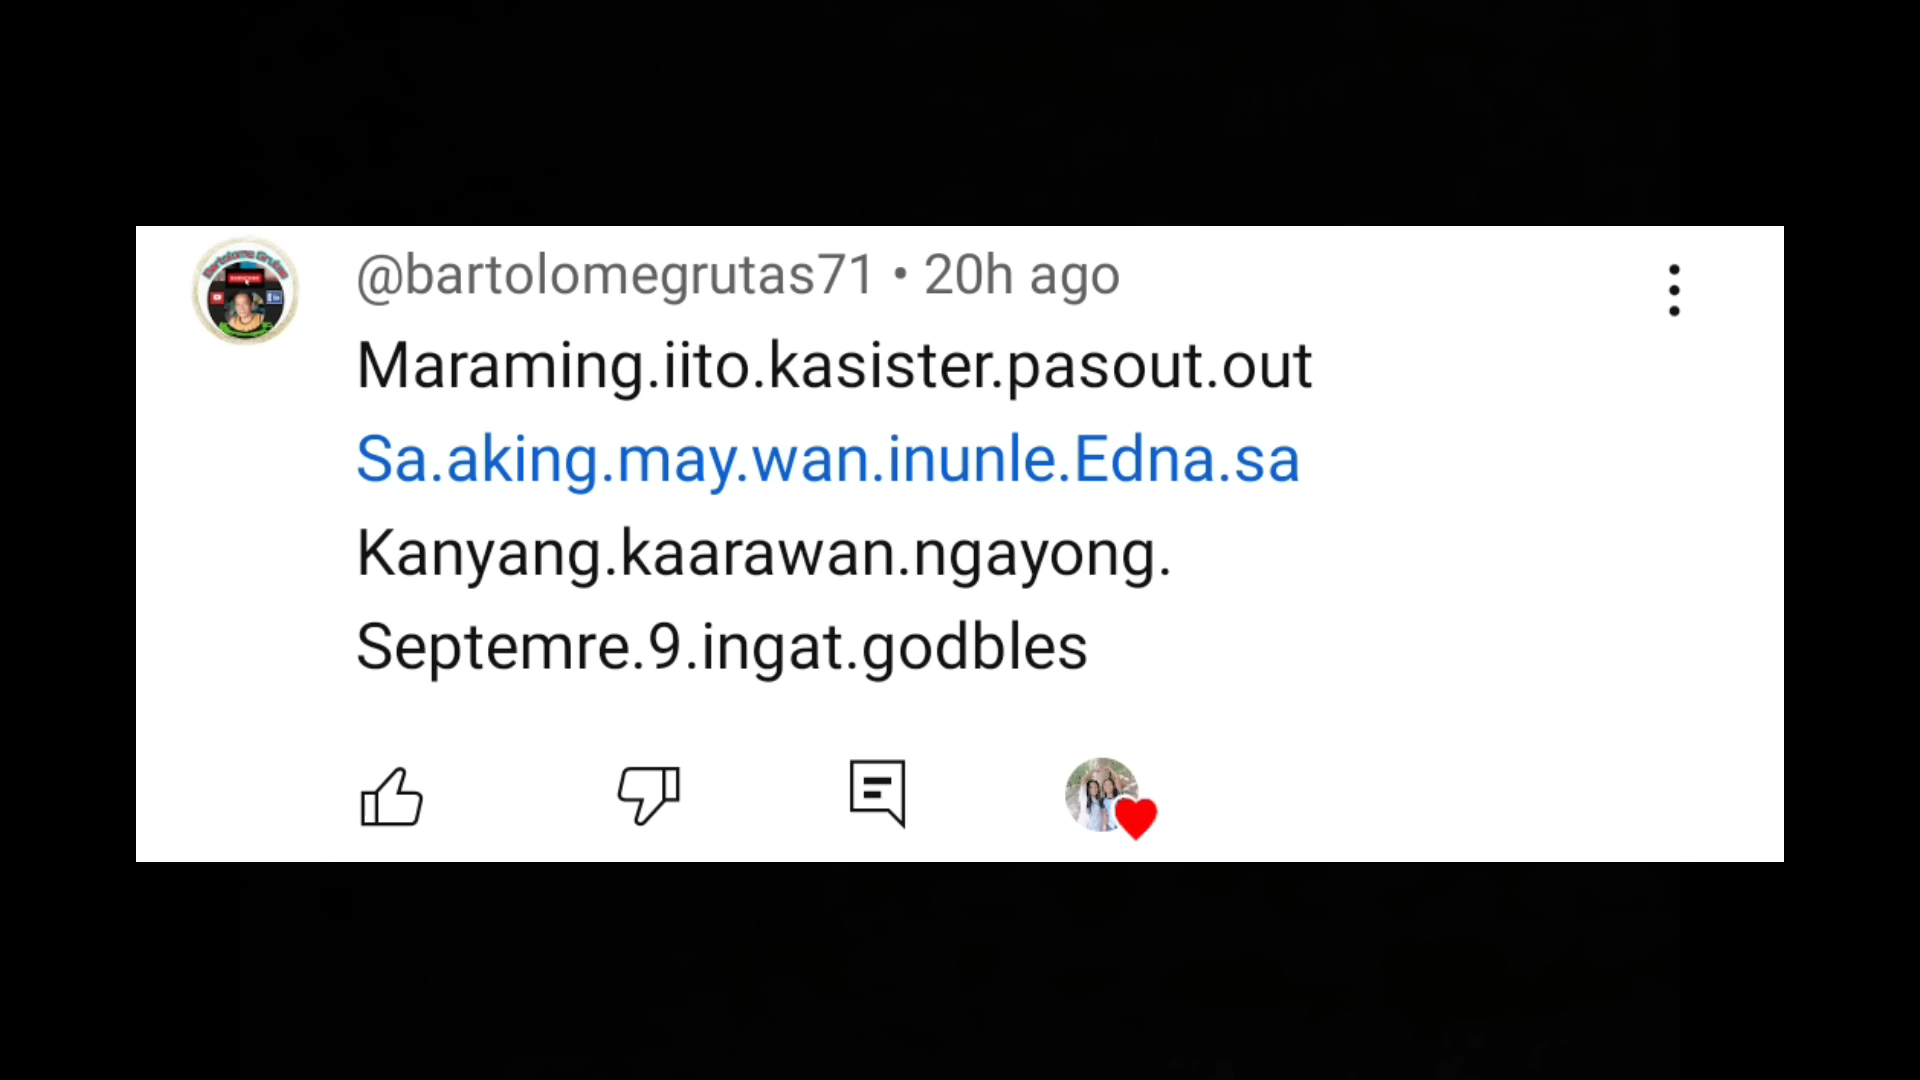 @bartolomegrutas71 • 20h ago
Maraming.iito.kasister.pasout.out
Sa.aking.may.wan.inunle.Edna.sa
Kanyang.kaarawan.ngayong.
Septemre.9.ingat.godbles